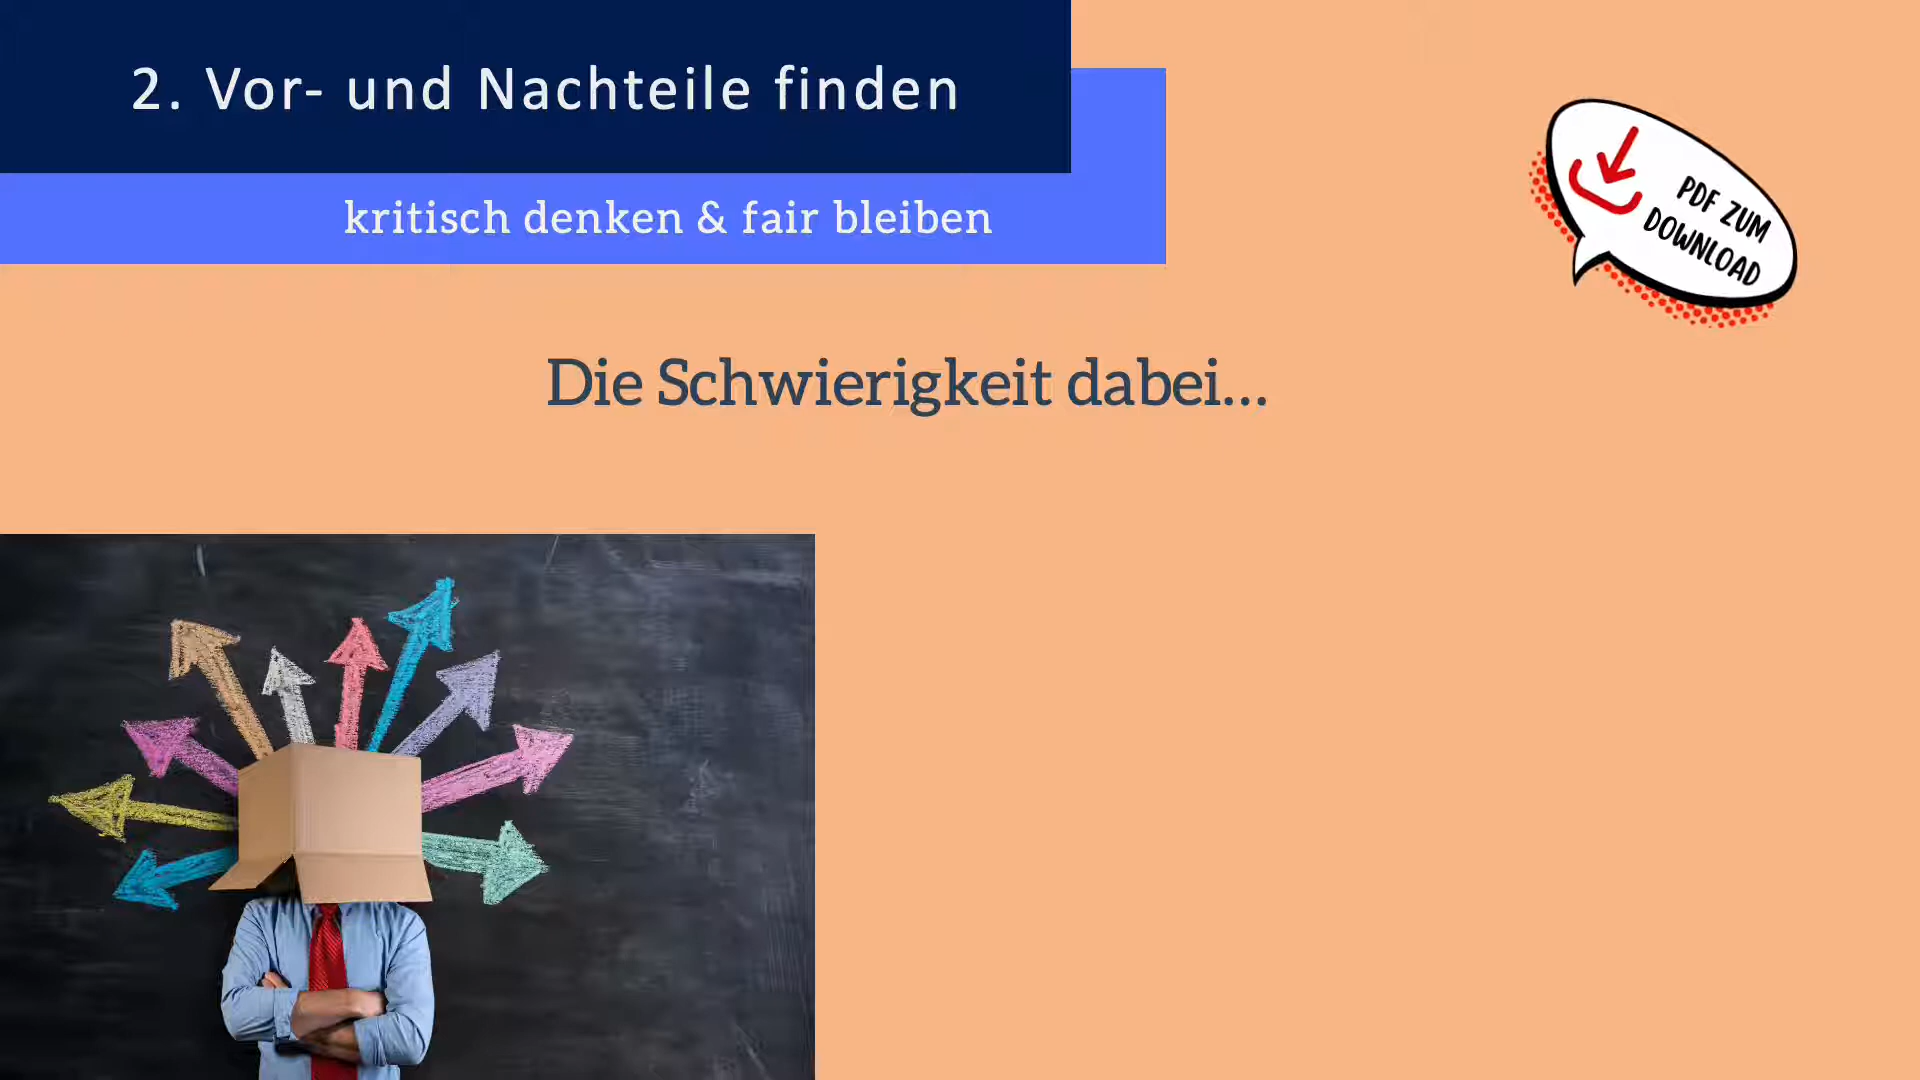 2. Vor- und Nachteile finden
kritisch denken & fair bleiben
PDF ZUM
DOWNLOAD
Die Schwierigkeit dabei...